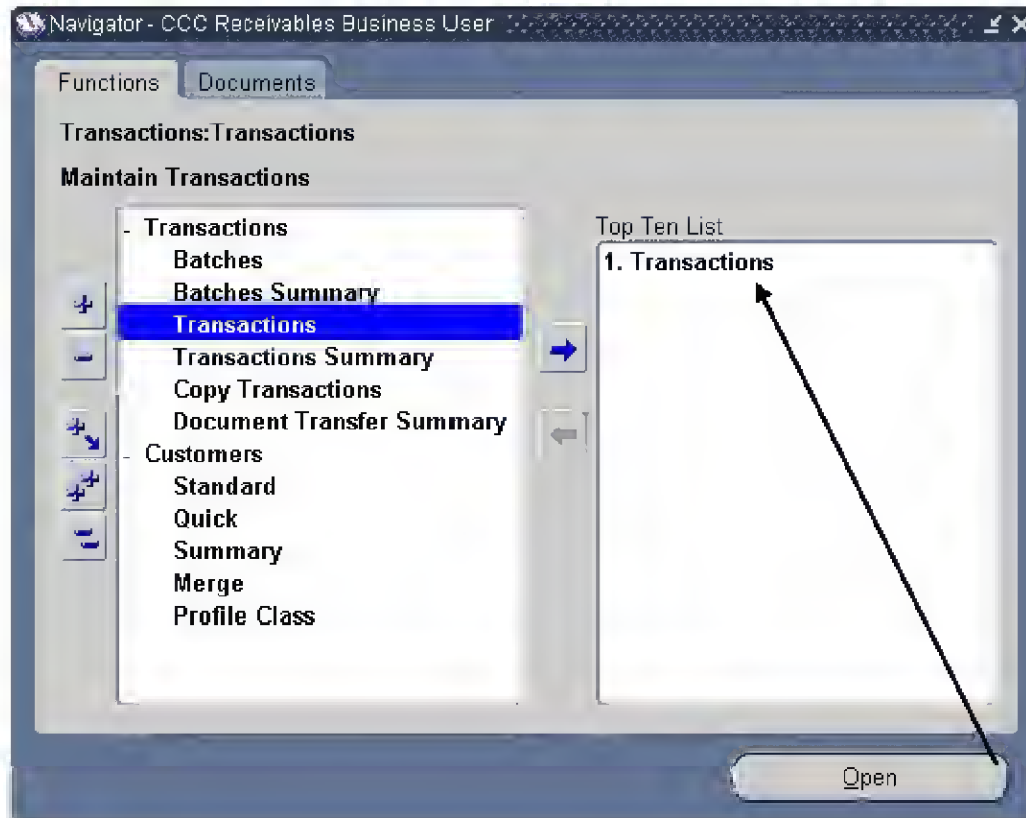 Navigator - CCC Receivables Business User
Functions
Documents
Transactions:Transactions
Maintain Transactions
- Transactions
Batches
Batches Summary
Transactions
Transactions Summary
Copy Transactions
Document Transfer Summary
- Customers
Standard
Quick
Summary
Merge
Profile Class
Top Ten List
1. Transactions
Open